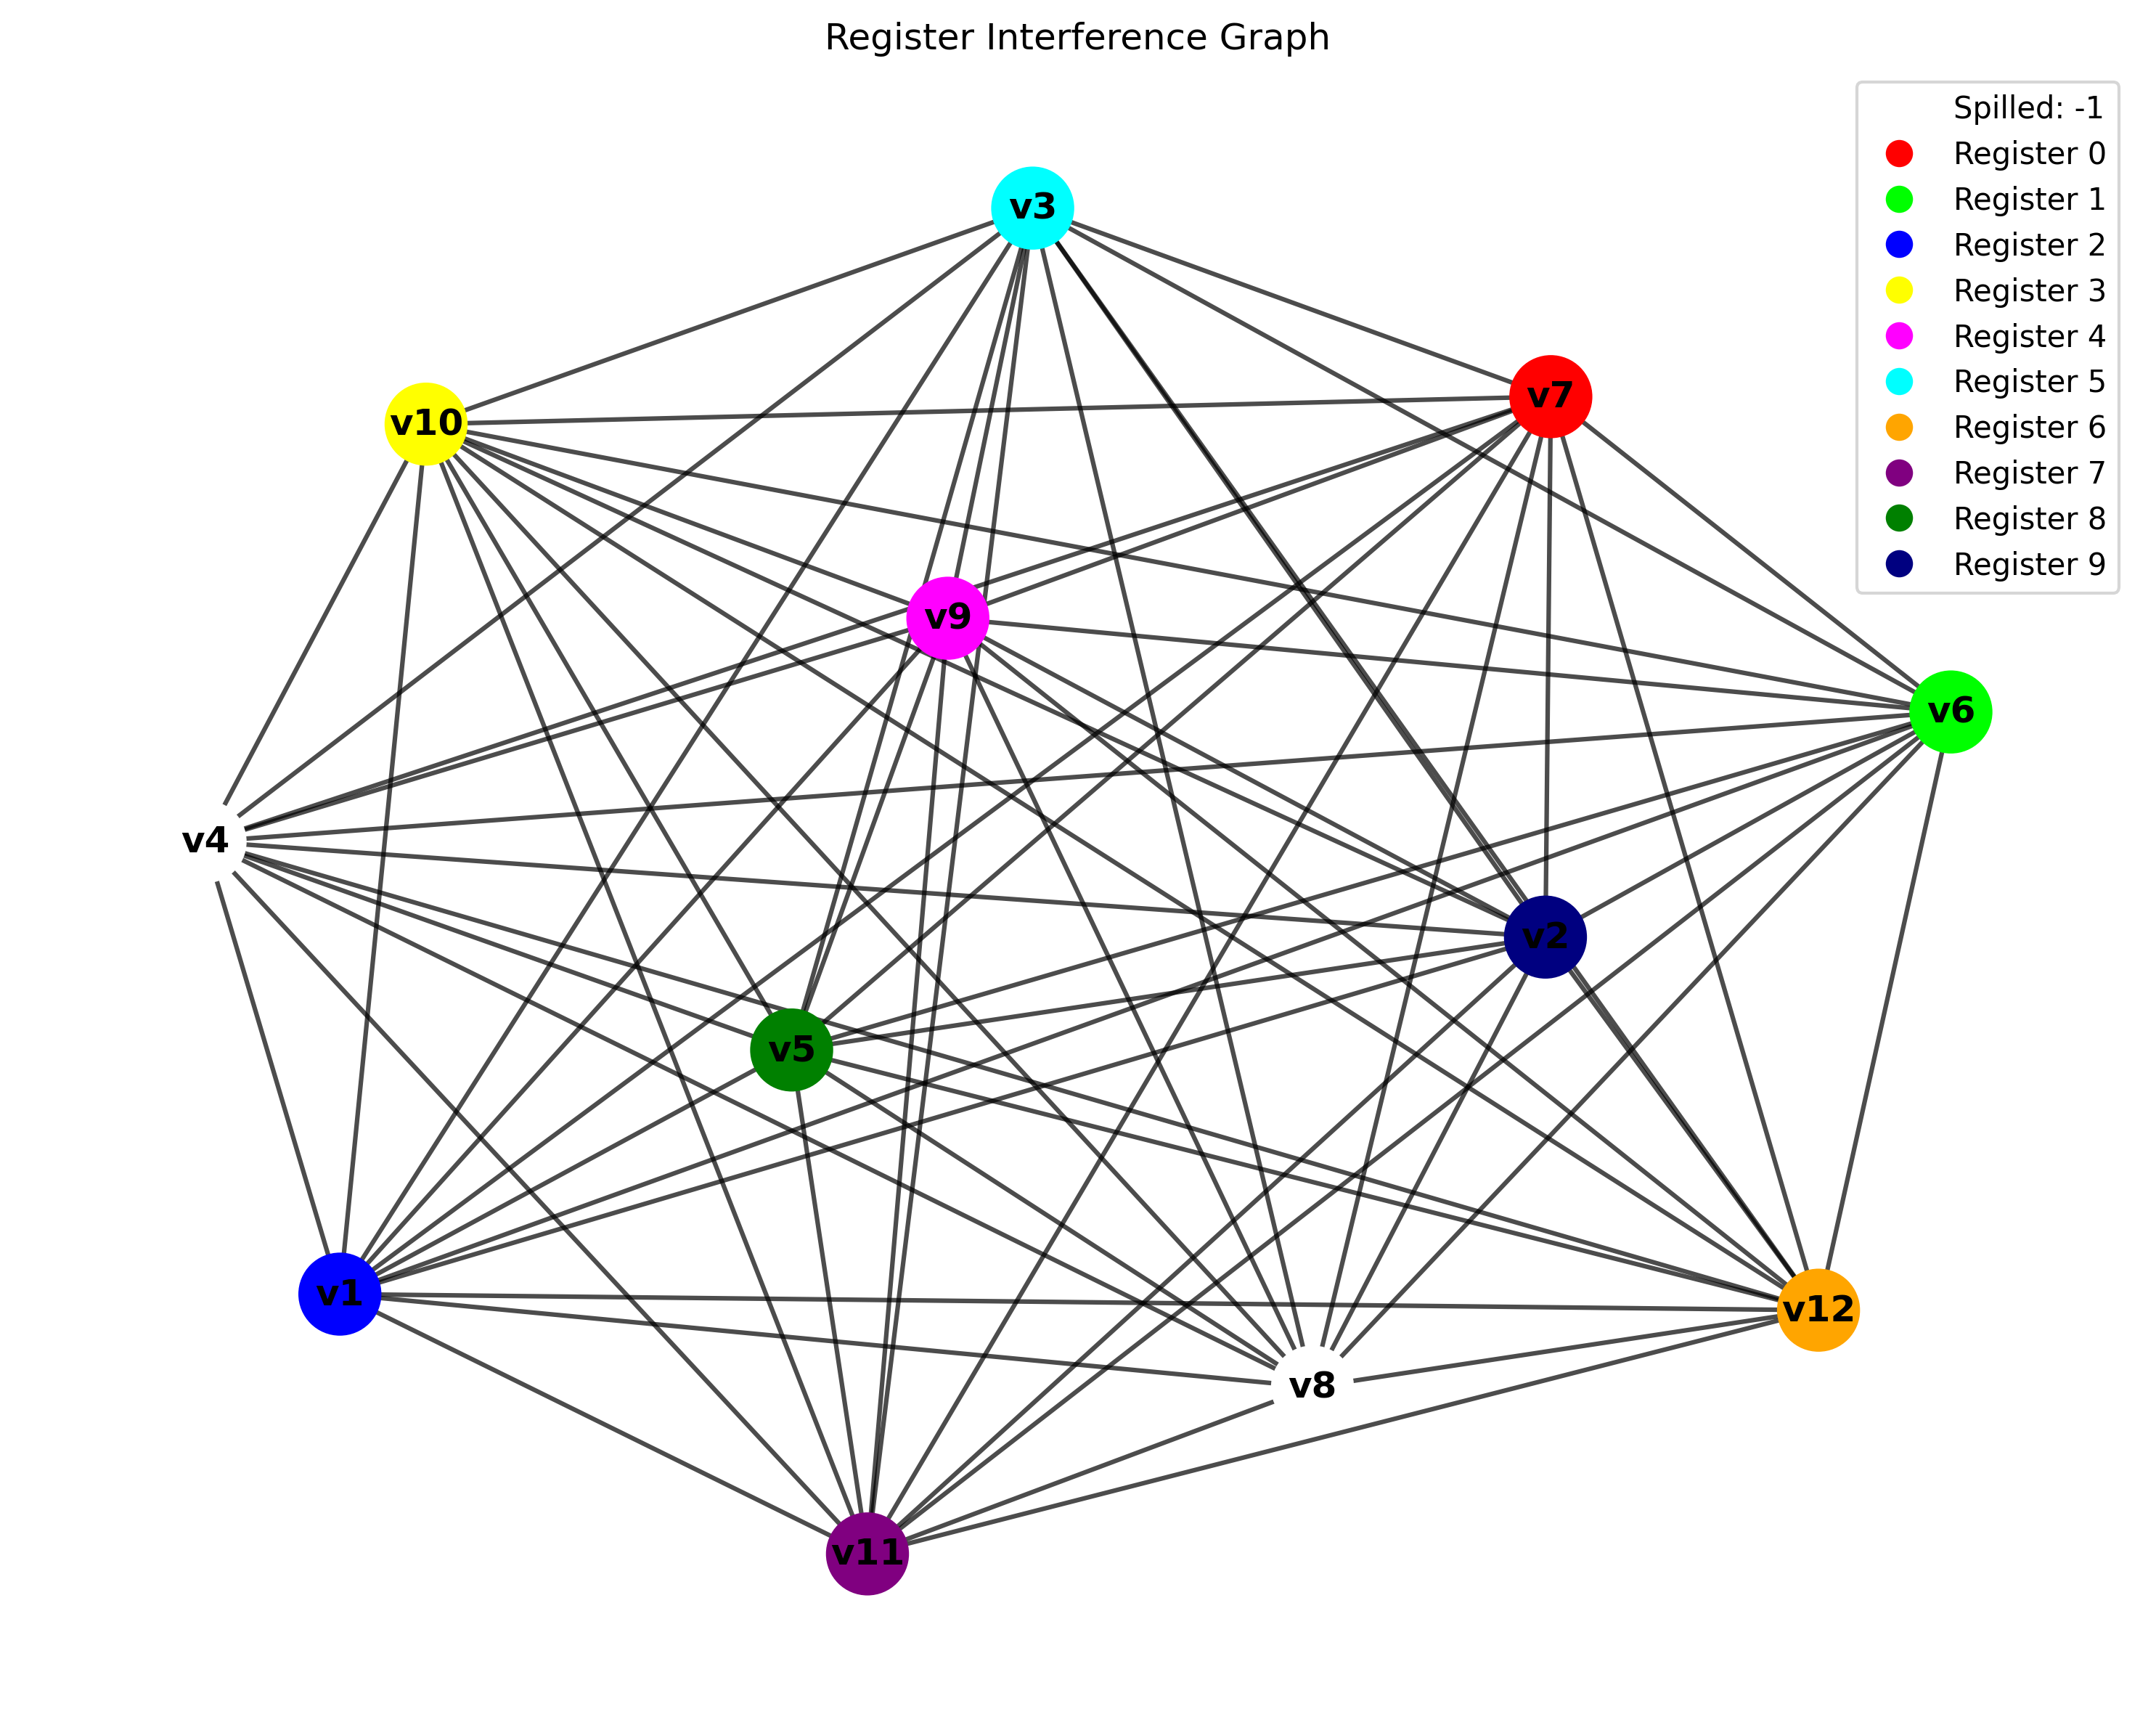 Register Interference Graph
Spilled: -1
Register 0
Register 1
Register 2
Register 3
Register 4
Register 5
Register 6
Register 7
Register 8
Register 9
v3
v7
v10
v9
v6
v4
v2
v5
v1
v12
v8
v11